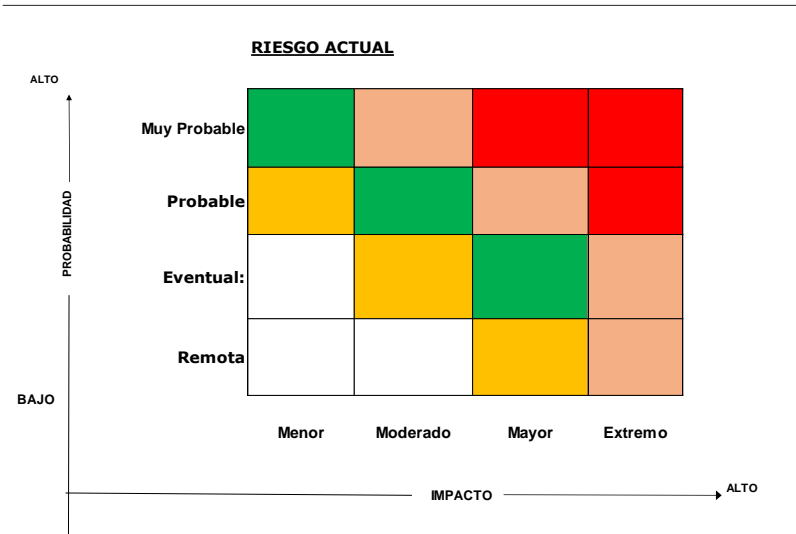 RIESGO ACTUAL
ALTO
Muy Probable
Probable
PROBABILIDAD
Eventual:
Remota
BAJO
Menor Moderado Mayor Extremo
IMPACTO
ALTO